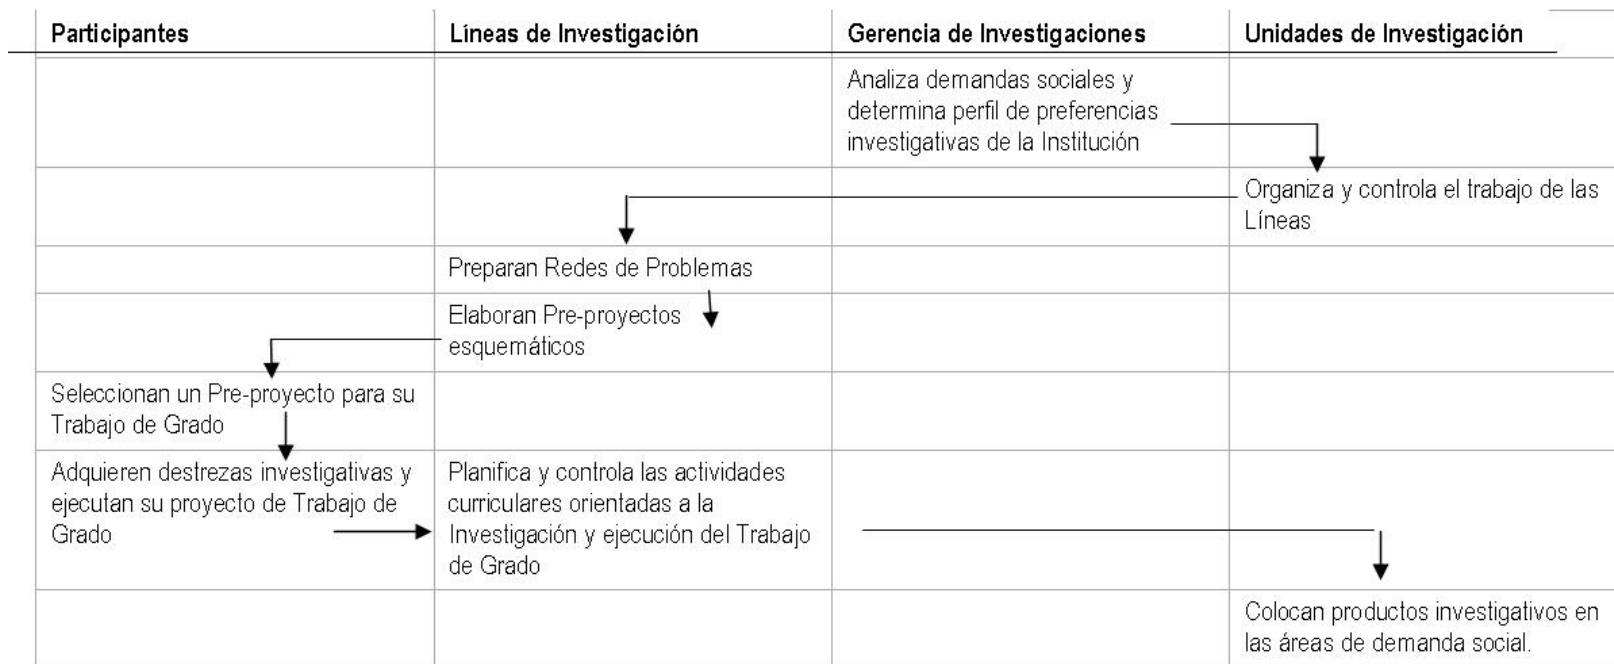 Participantes
Líneas de Investigación
Gerencia de Investigaciones
Unidades de Investigación
Analiza demandas sociales y
determina perfil de preferencias
investigativas de la Institución
Organiza y controla el trabajo de las
Líneas
Preparan Redes de Problemas
Elaboran Pre-proyectos
esquemáticos
Seleccionan un Pre-proyecto para su
Trabajo de Grado
Adquieren destrezas investigativas y
ejecutan su proyecto de Trabajo de
Grado
Planifica y controla las actividades
curriculares orientadas a la
Investigación y ejecución del Trabajo
de Grado
Colocan productos investigativos en
las áreas de demanda social.